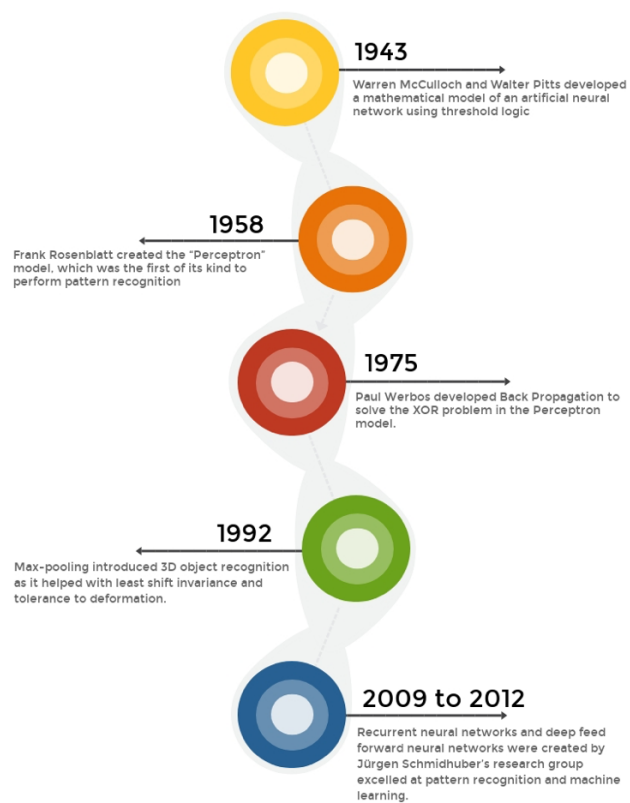 1943
Warren McCulloch and Walter Pitts developed
a mathematical model of an artificial neural
network using threshold logic
1958
Frank Rosenblatt created the “Perceptron”
model, which was the first of its kind to
perform pattern recognition
1975
Paul Werbos developed Back Propagation to
solve the XOR problem in the Perceptron
model.
1992
Max-pooling introduced 3D object recognition
as it helped with least shift invariance and
tolerance to deformation.
2009 to 2012
Recurrent neural networks and deep feed
forward neural networks were created by
Jürgen Schmidhuber's research group
excelled at pattern recognition and machine
learning.